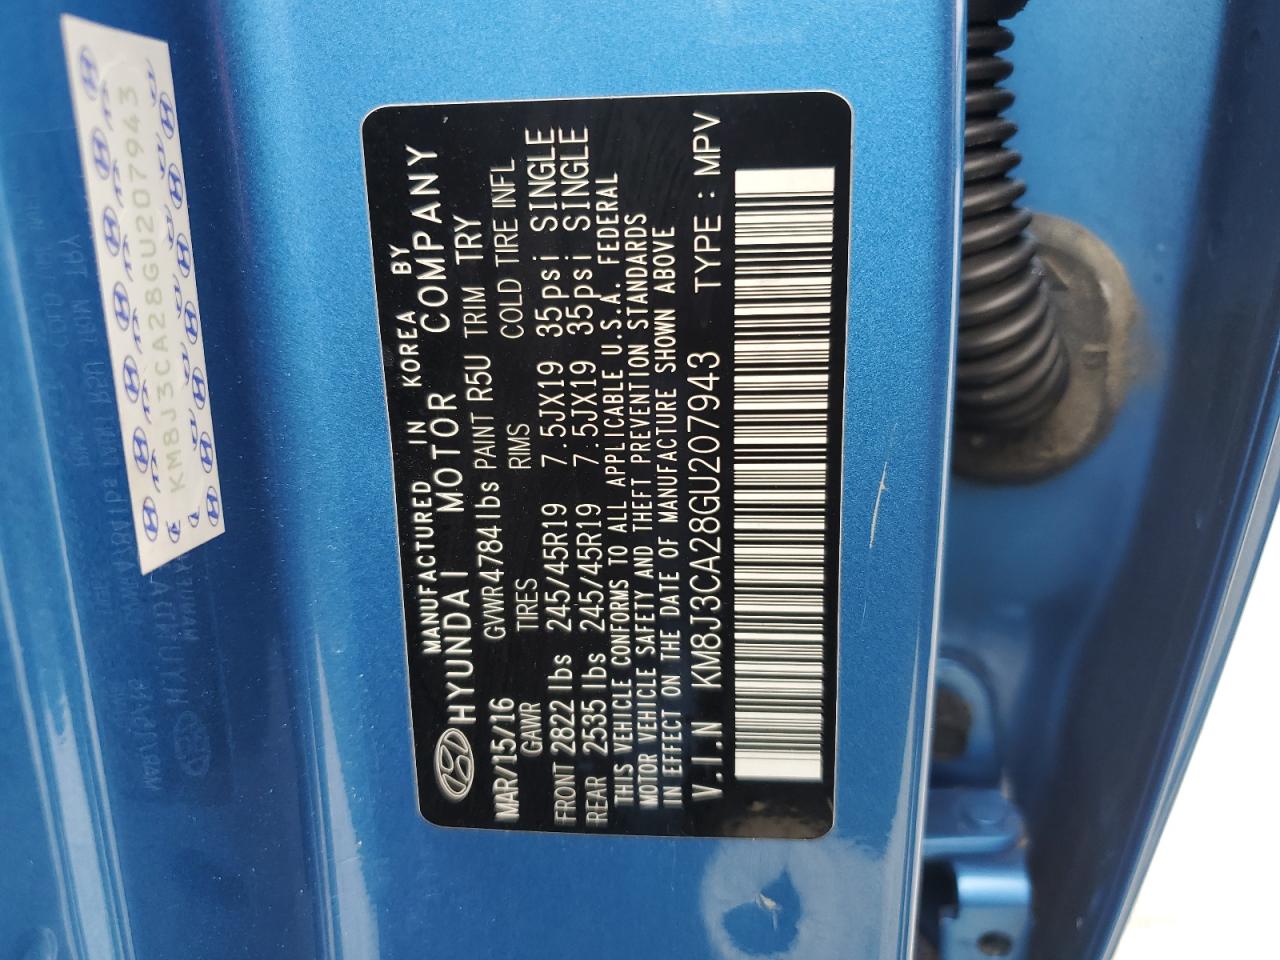 KM8J3CA28GU207943
MANUFACTURED IN KOREA BY
HYUNDAI MOTOR COMPANY
MAR/15/16 GVWR4784lbs PAINT R5U TRIM TRY
GAWR TIRES RIMS COLD TIRE INFL
FRONT 2822 lbs 245/45R19 7.5JX19 35psi SINGLE
REAR 2535 lbs 245/45R19 7.5JX19 35psi SINGLE
THIS VEHICLE CONFORMS TO ALL APPLICABLE U.S.A. FEDERAL
MOTOR VEHICLE SAFETY AND THEFT PREVENTION STANDARDS
IN EFFECT ON THE DATE OF MANUFACTURE SHOWN ABOVE
V.I.N KM8J3CA28GU207943 TYPE : MPV